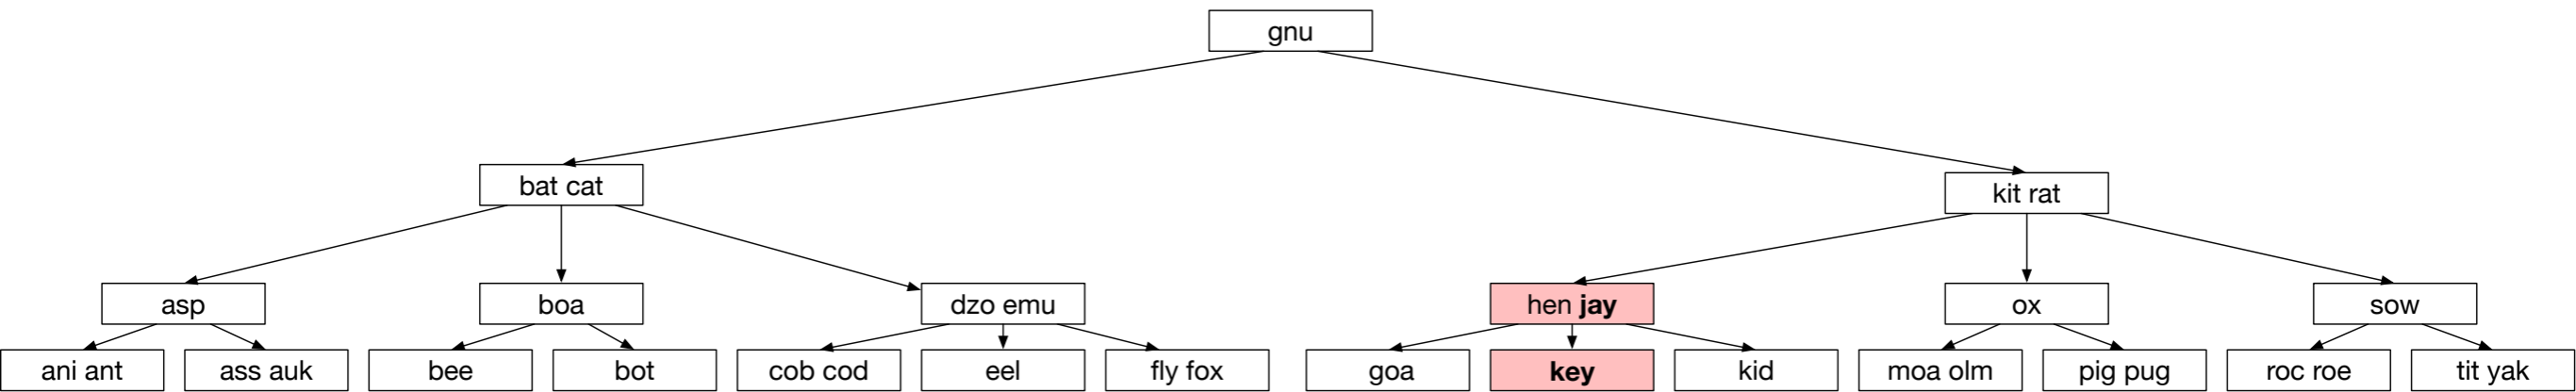 gnu
bat cat
kit rat
asp
boa
dzo emu
hen jay
ox
sow
ani ant
ass auk
bee
bot
cob cod
eel
fly fox
goa
key
kid
moa olm
pig pug
roc roe
tit yak